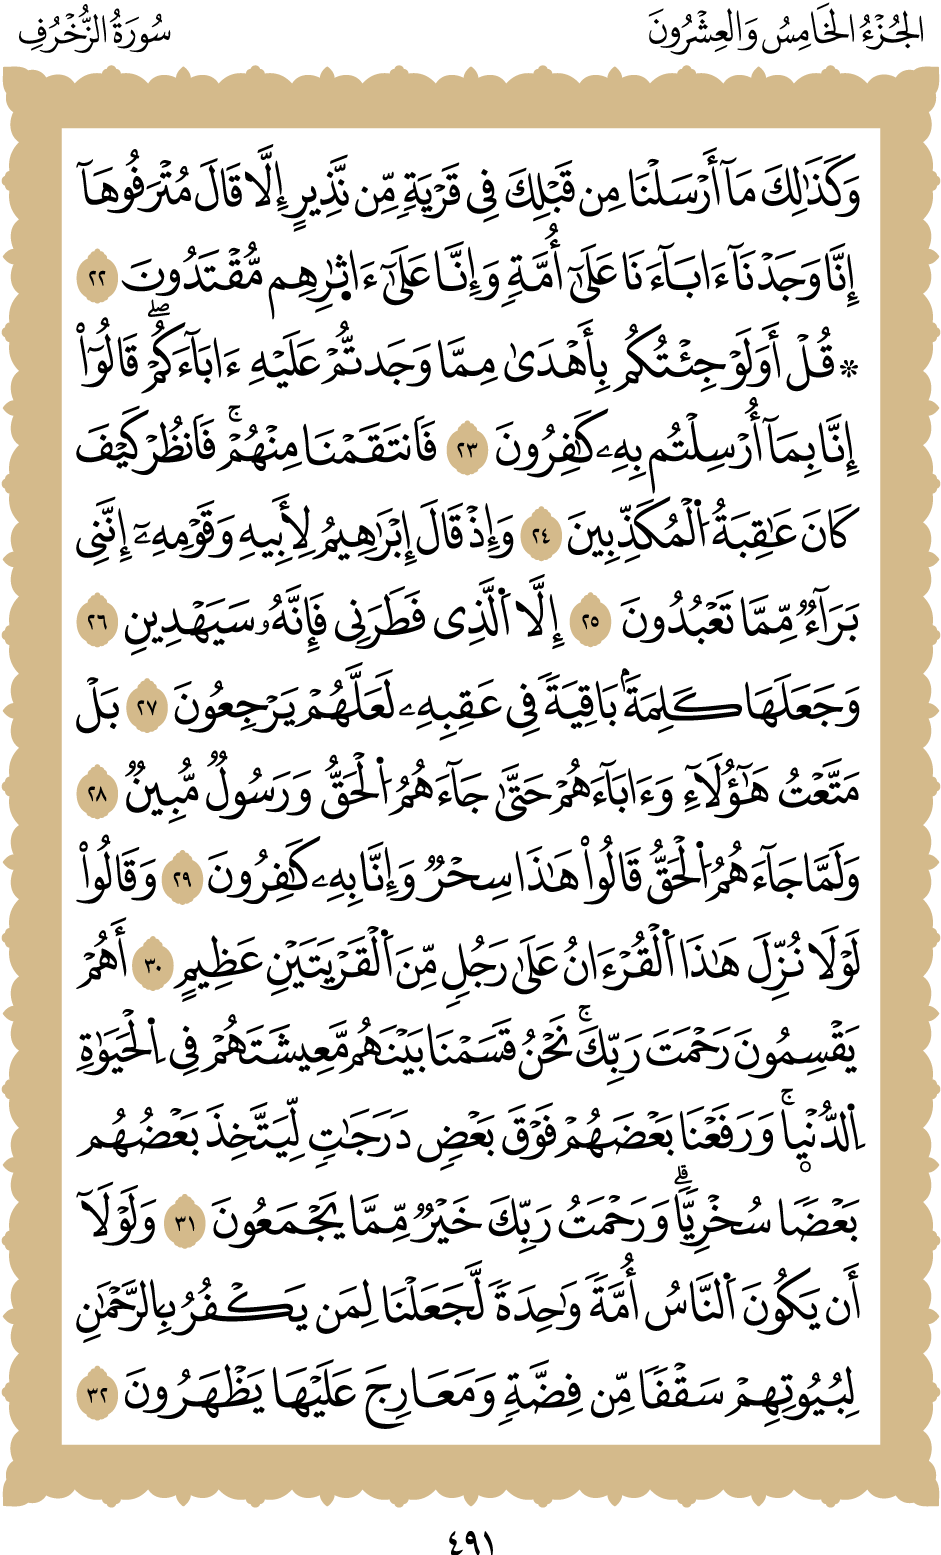 الجُزْءُ الخَامِسُ وَالعِشْرُونَ
سُورَةُ الزُّخْرُفِ
وَكَذَٰلِكَ مَآ أَرْسَلْنَا مِن قَبْلِكَ فِى قَرْيَةٍ مِّن نَّذِيرٍ إِلَّا قَالَ مُتْرَفُوهَآ
إِنَّا وَجَدْنَآ ءَابَآءَنَا عَلَىٰٓ أُمَّةٍ وَإِنَّا عَلَىٰٓ ءَاثَٰرِهِم مُّقْتَدُونَ ٢٢
۞ قُلْ أَوَلَوْ جِئْتُكُم بِأَهْدَىٰ مِمَّا وَجَدتُّمْ عَلَيْهِ ءَابَآءَكُمْۖ قَالُوٓا۟
إِنَّا بِمَآ أُرْسِلْتُم بِهِۦ كَٰفِرُونَ ٢٣ فَٱنتَقَمْنَا مِنْهُمْۚ فَٱنظُرْ كَيْفَ
كَانَ عَٰقِبَةُ ٱلْمُكَذِّبِينَ ٢٤ وَإِذْ قَالَ إِبْرَٰهِيمُ لِأَبِيهِ وَقَوْمِهِۦٓ إِنَّنِى
بَرَآءٌ مِّمَّا تَعْبُدُونَ ٢٥ إِلَّا ٱلَّذِى فَطَرَنِى فَإِنَّهُۥ سَيَهْدِينِ ٢٦
وَجَعَلَهَا كَلِمَةًۢ بَاقِيَةً فِى عَقِبِهِۦ لَعَلَّهُمْ يَرْجِعُونَ ٢٧ بَلْ
مَتَّعْتُ هَٰٓؤُلَآءِ وَءَابَآءَهُمْ حَتَّىٰ جَآءَهُمُ ٱلْحَقُّ وَرَسُولٌ مُّبِينٌ ٢٨
وَلَمَّا جَآءَهُمُ ٱلْحَقُّ قَالُوا۟ هَٰذَا سِحْرٌ وَإِنَّا بِهِۦ كَٰفِرُونَ ٢٩ وَقَالُوا۟
لَوْلَا نُزِّلَ هَٰذَا ٱلْقُرْءَانُ عَلَىٰ رَجُلٍ مِّنَ ٱلْقَرْيَتَيْنِ عَظِيمٍ ٣٠ أَهُمْ
يَقْسِمُونَ رَحْمَتَ رَبِّكَۚ نَحْنُ قَسَمْنَا بَيْنَهُم مَّعِيشَتَهُمْ فِى ٱلْحَيَوٰةِ
ٱلدُّنْيَاۚ وَرَفَعْنَا بَعْضَهُمْ فَوْقَ بَعْضٍ دَرَجَٰتٍ لِّيَتَّخِذَ بَعْضُهُم
بَعْضًا سُخْرِيًّاۗ وَرَحْمَتُ رَبِّكَ خَيْرٌ مِّمَّا يَجْمَعُونَ ٣١ وَلَوْلَآ
أَن يَكُونَ ٱلنَّاسُ أُمَّةً وَٰحِدَةً لَّجَعَلْنَا لِمَن يَكْفُرُ بِٱلرَّحْمَٰنِ
لِبُيُوتِهِمْ سَقْفًا مِّن فِضَّةٍ وَمَعَارِجَ عَلَيْهَا يَظْهَرُونَ ٣٢
٤٩١